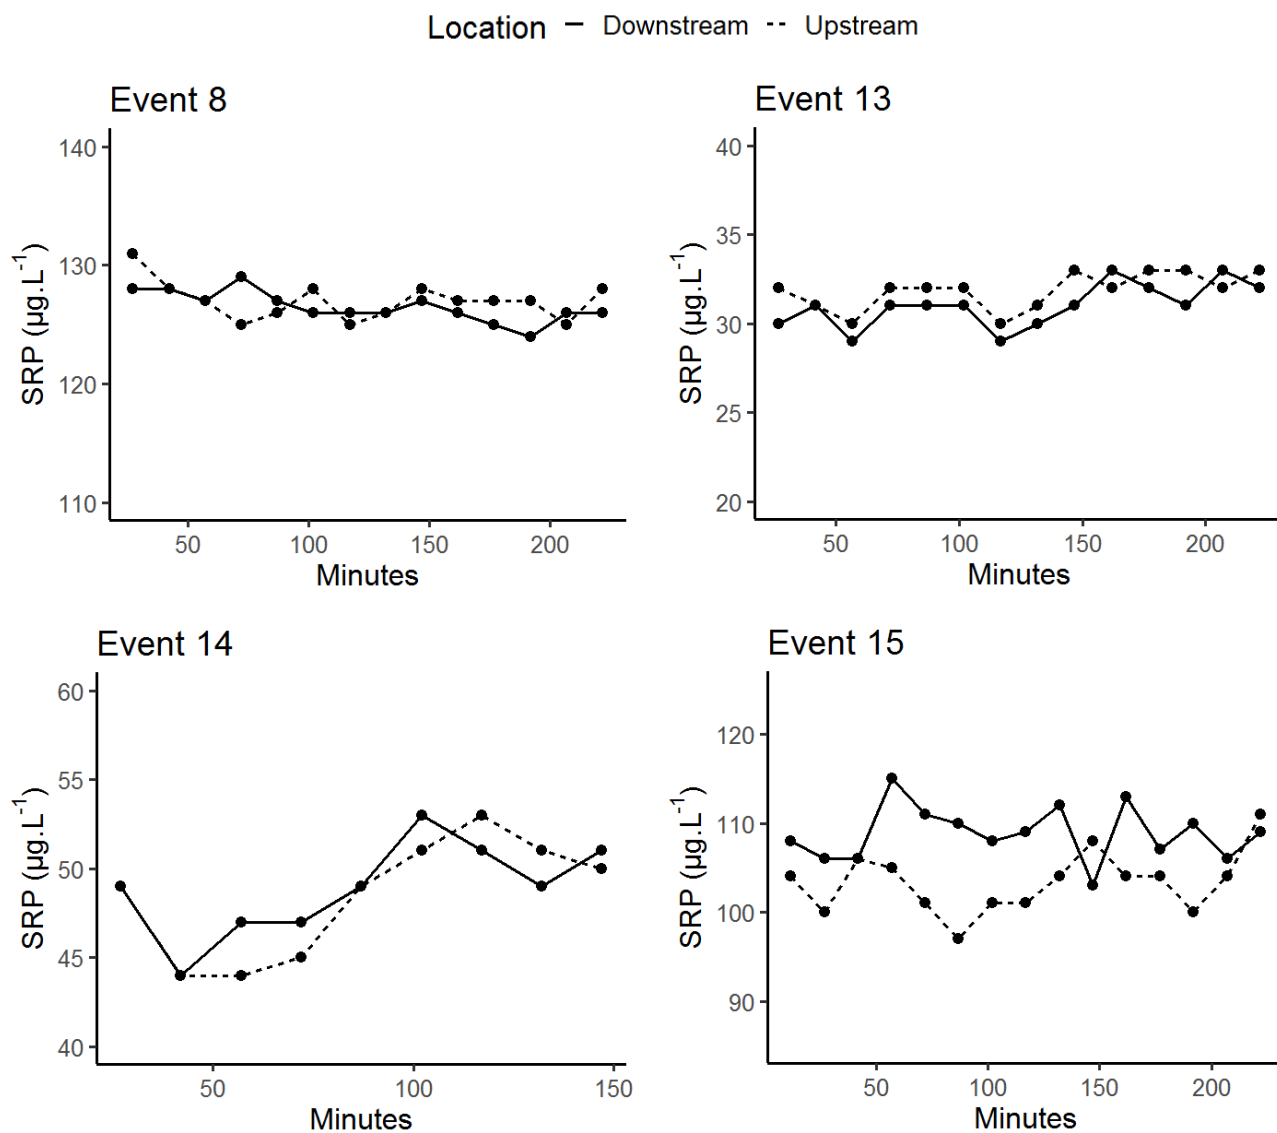 Location Downstream Upstream
Event 8
140
130
120
110
SRP (µg.L⁻¹)
50 100 150 200
Minutes
Event 13
40
35
30
25
20
SRP (µg.L⁻¹)
50 100 150 200
Minutes
Event 14
60
55
50
45
40
SRP (µg.L⁻¹)
50 100 150
Minutes
Event 15
120
110
100
90
SRP (µg.L⁻¹)
50 100 150 200
Minutes